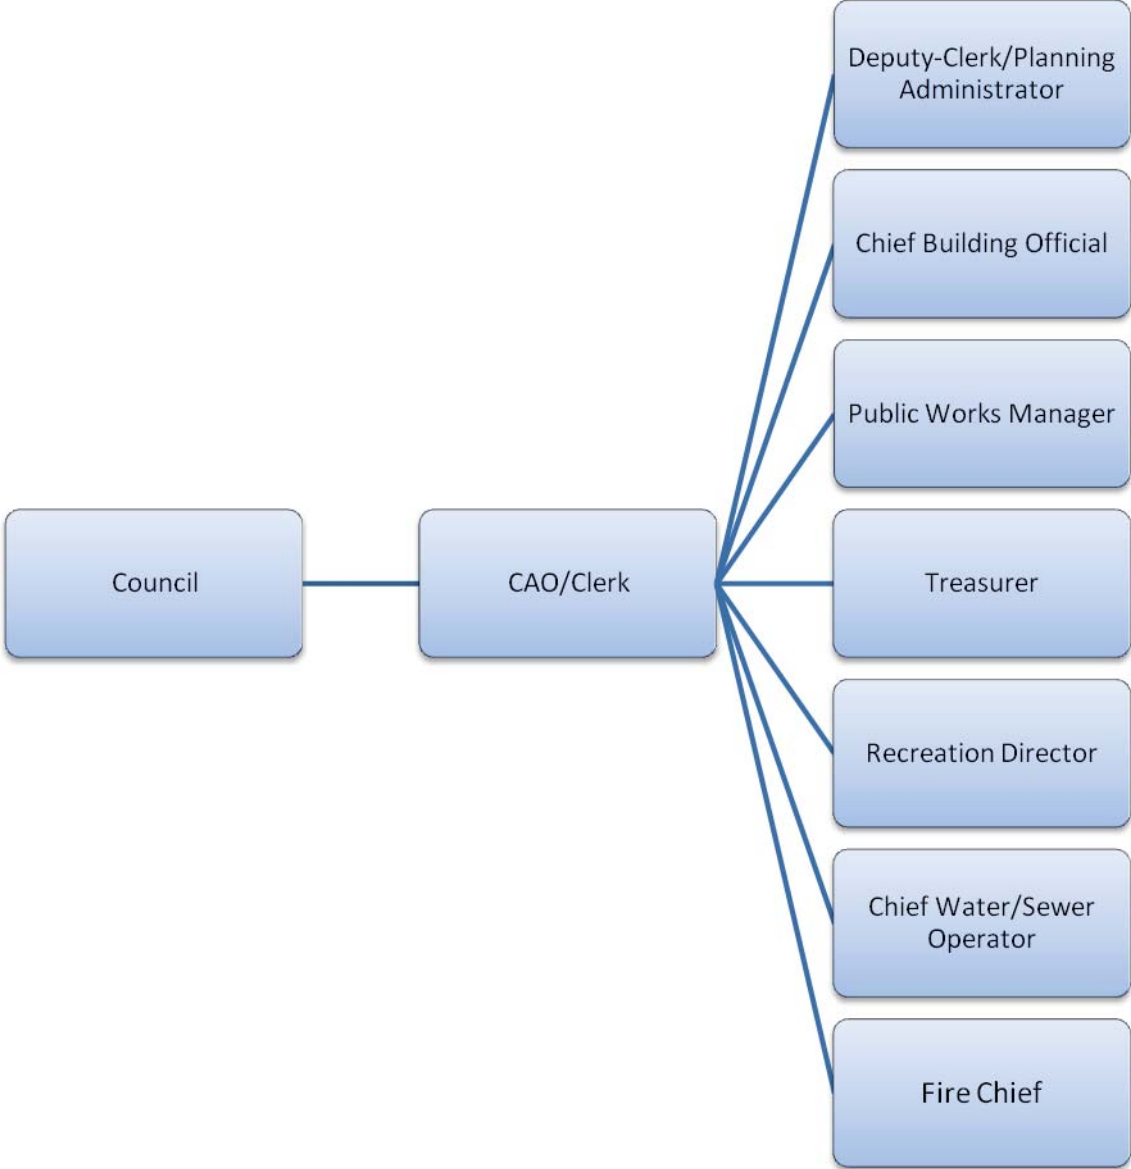 Deputy-Clerk/Planning
Administrator
Chief Building Official
Public Works Manager
Council
CAO/Clerk
Treasurer
Recreation Director
Chief Water/Sewer
Operator
Fire Chief